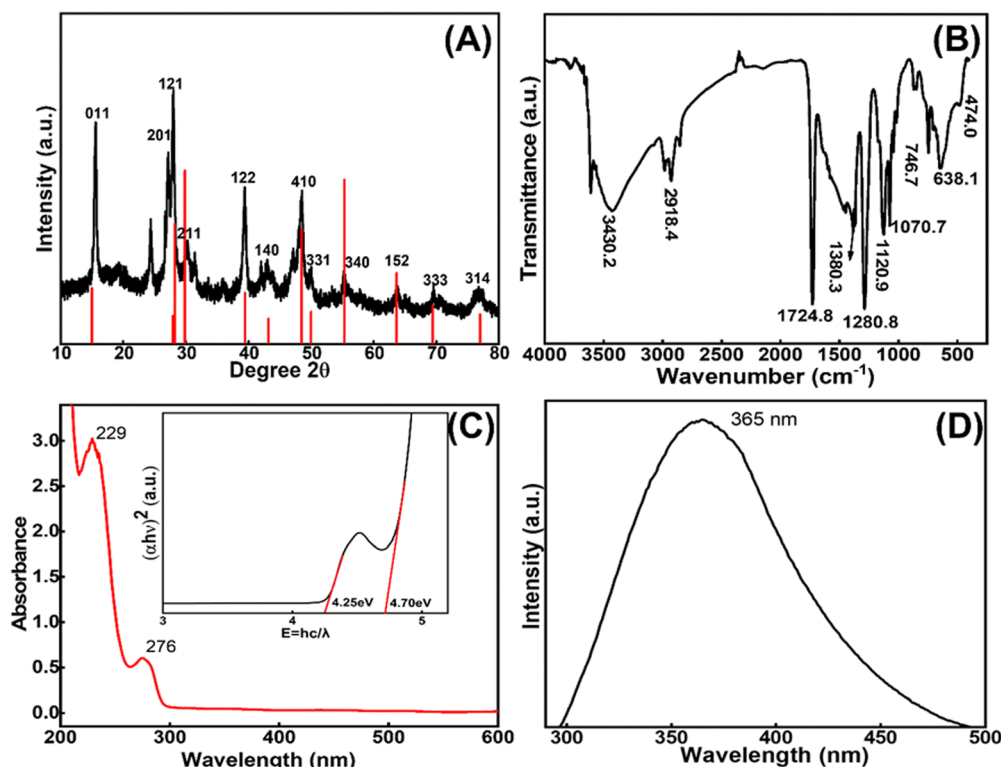 (A)
121
011
201
122
410
211
140
331
340
152
333
314
Intensity (a.u.)
10 20 30 40 50 60 70 80
Degree 2θ
(B)
474.0
746.7
638.1
2918.4
3430.2
1070.7
1380.3
1120.9
1724.8
1280.8
Transmittance (a.u.)
4000 3500 3000 2500 2000 1500 1000 500
Wavenumber (cm⁻¹)
(C)
3.0
2.5
2.0
1.5
1.0
0.5
0.0
Absorbance
229
276
(αhν)² (a.u.)
4.25eV
4.70eV
3 4 5
E=hc/λ
200 300 400 500 600
Wavelength (nm)
(D)
365 nm
Intensity (a.u.)
300 350 400 450 500
Wavelength (nm)